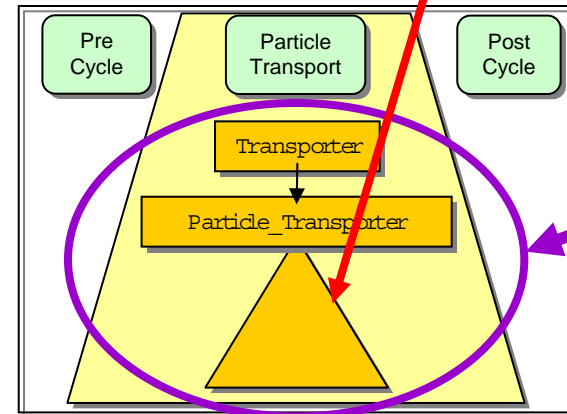 Pre
Cycle
Particle
Transport
Post
Cycle
Transporter
Particle_Transporter